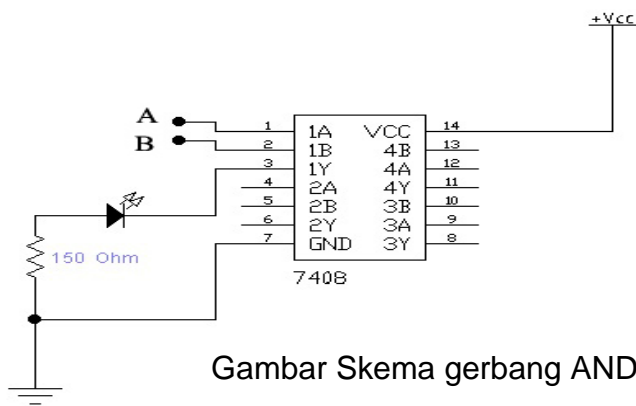 +Vcc
A
B
1 1A VCC 14
2 1B 4B 13
3 1Y 4A 12
4 2A 4Y 11
5 2B 3B 10
6 2Y 3A 9
7 GND 3Y 8
150 Ohm
7408
Gambar Skema gerbang AND